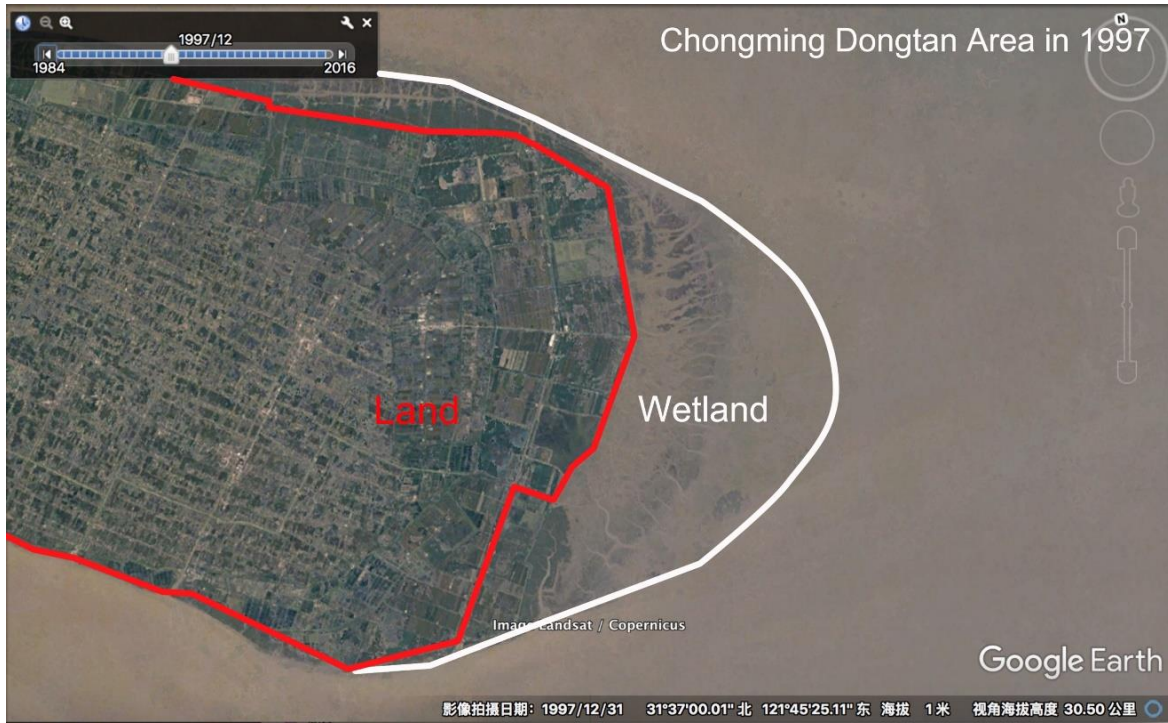 1997/12
1984
2016
Chongming Dongtan Area in 1997
N
Land
Wetland
Image Landsat / Copernicus
Google Earth
影像拍摄日期：1997/12/31 31°37'00.01" 北 121°45'25.11" 东 海拔 1米 视角海拔高度 30.50 公里